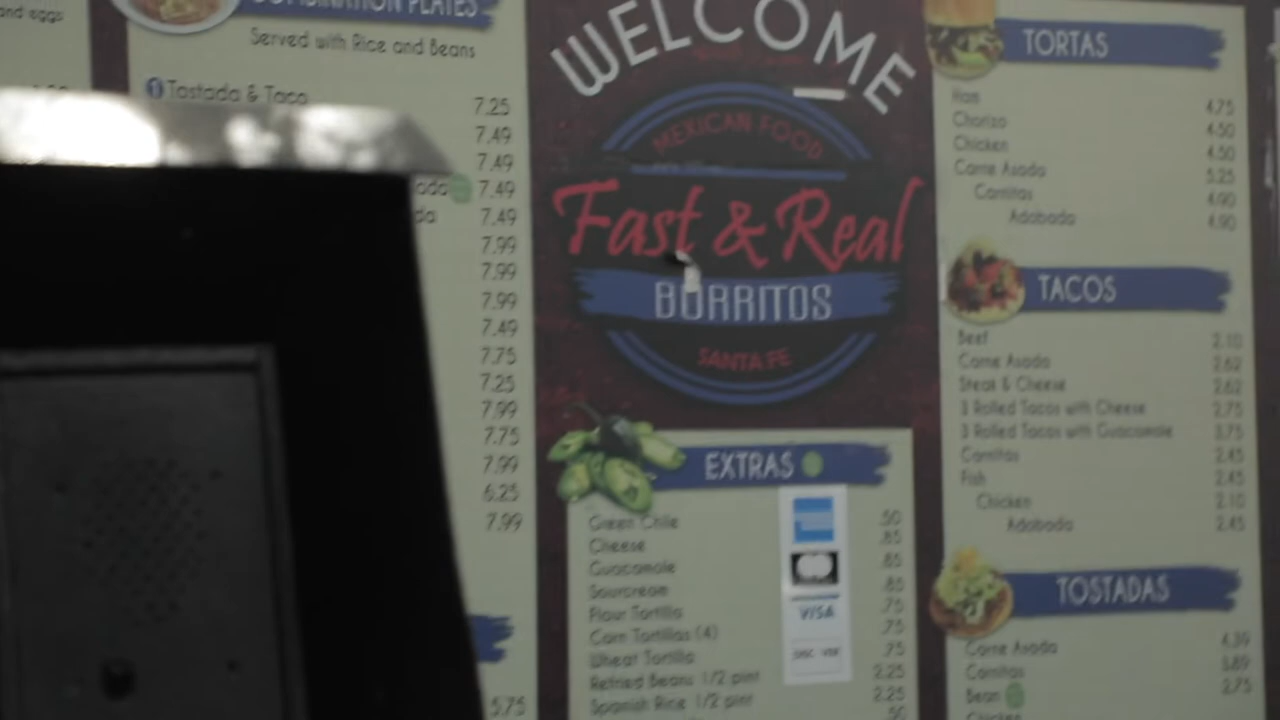 and eggs
COMBINATION PLATES
Served with Rice and Beans
1 Tostada & Taco
7.25
7.49
7.49
ada 7.49
da 7.49
7.99
7.99
7.99
7.49
7.75
7.25
7.99
7.75
7.99
6.25
7.99
5.75
WELCOME
MEXICAN FOOD
Fast & Real
BURRITOS
SANTA FE
EXTRAS
Green Chile .50
Cheese .85
Guacamole .85
Sourcream .85
Flour Tortilla .75
Corn Tortillas (4) .75
Wheat Tortilla .75
Refried Beans 1/2 pint 2.25
Spanish Rice 1/2 pint 2.25
.50
VISA
DISCOVER
TORTAS
Ham 4.75
Chorizo 4.50
Chicken 4.50
Carne Asada 5.25
Carnitas 4.90
Adobada 4.90
TACOS
Beef 2.10
Carne Asada 2.62
Steak & Cheese 2.62
3 Rolled Tacos with Cheese 2.75
3 Rolled Tacos with Guacamole 3.75
Carnitas 2.45
Fish 2.45
Chicken 2.10
Adobada 2.45
TOSTADAS
Carne Asada 4.39
Carnitas 3.89
Bean 2.75
Chicken